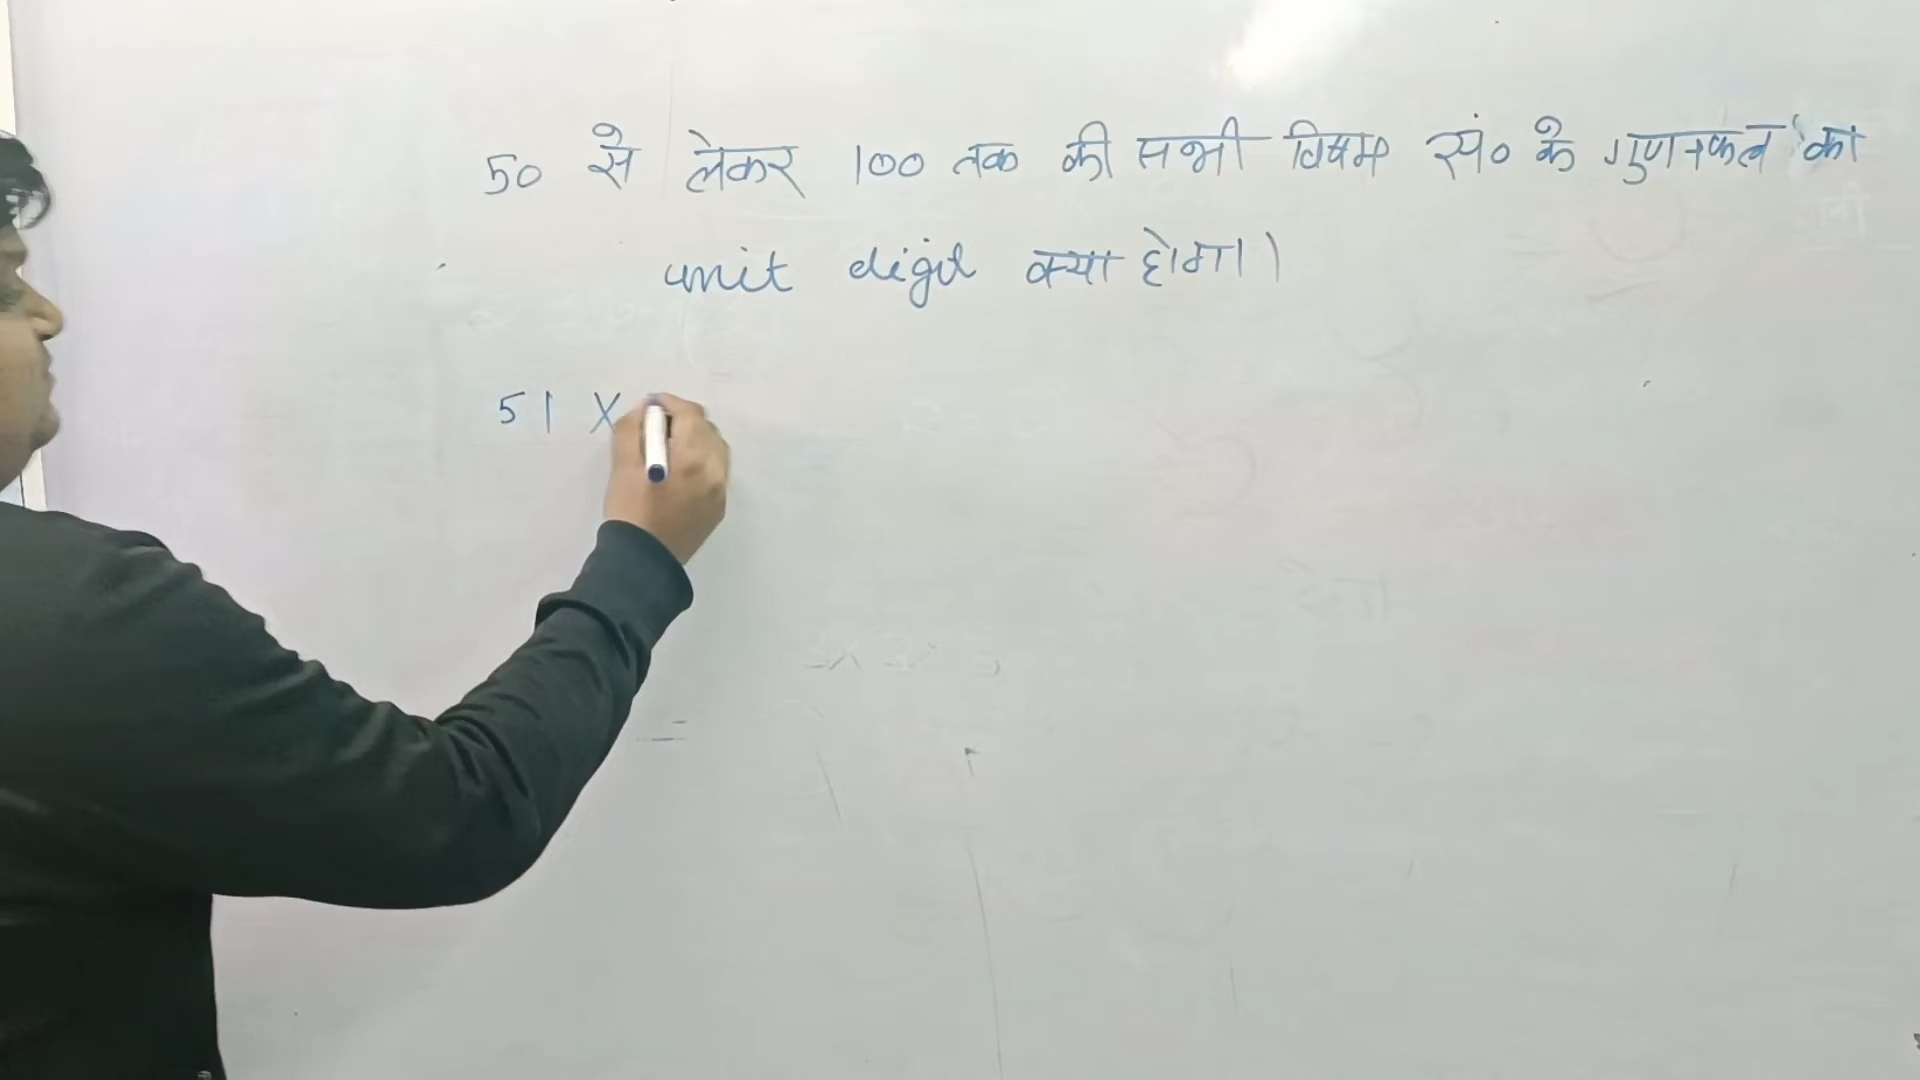 50 से लेकर 100 तक की सभी विषम सं० के गुणनफल का
unit digit क्या होगा।
51 X